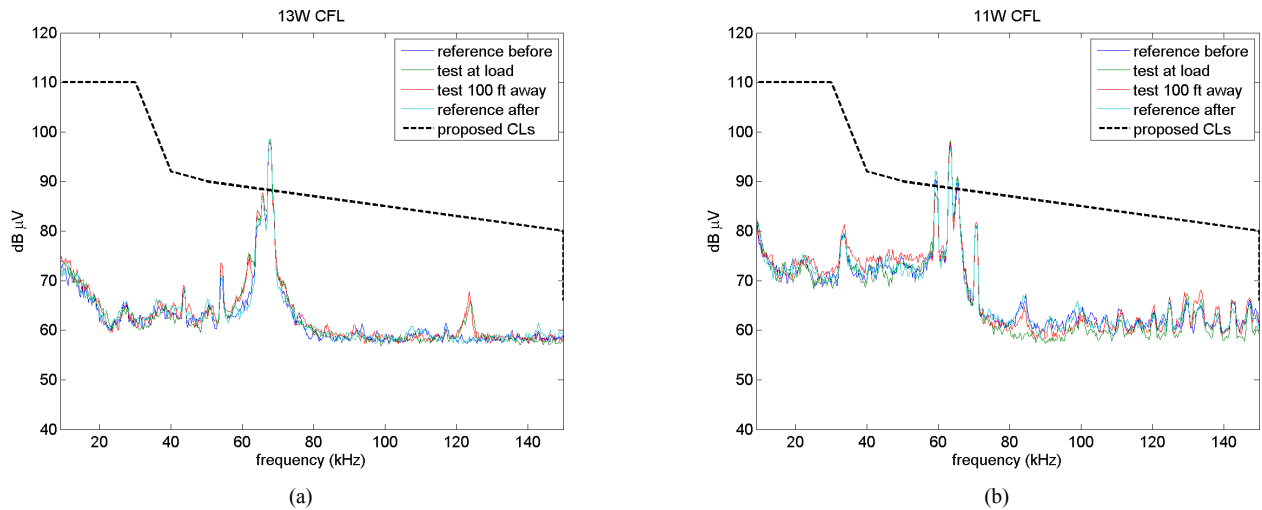 13W CFL
120
110
100
90
80
70
60
50
40
dB μV
20
40
60
80
100
120
140
frequency (kHz)
reference before
test at load
test 100 ft away
reference after
proposed CLs
(a)
11W CFL
120
110
100
90
80
70
60
50
40
dB μV
20
40
60
80
100
120
140
frequency (kHz)
reference before
test at load
test 100 ft away
reference after
proposed CLs
(b)